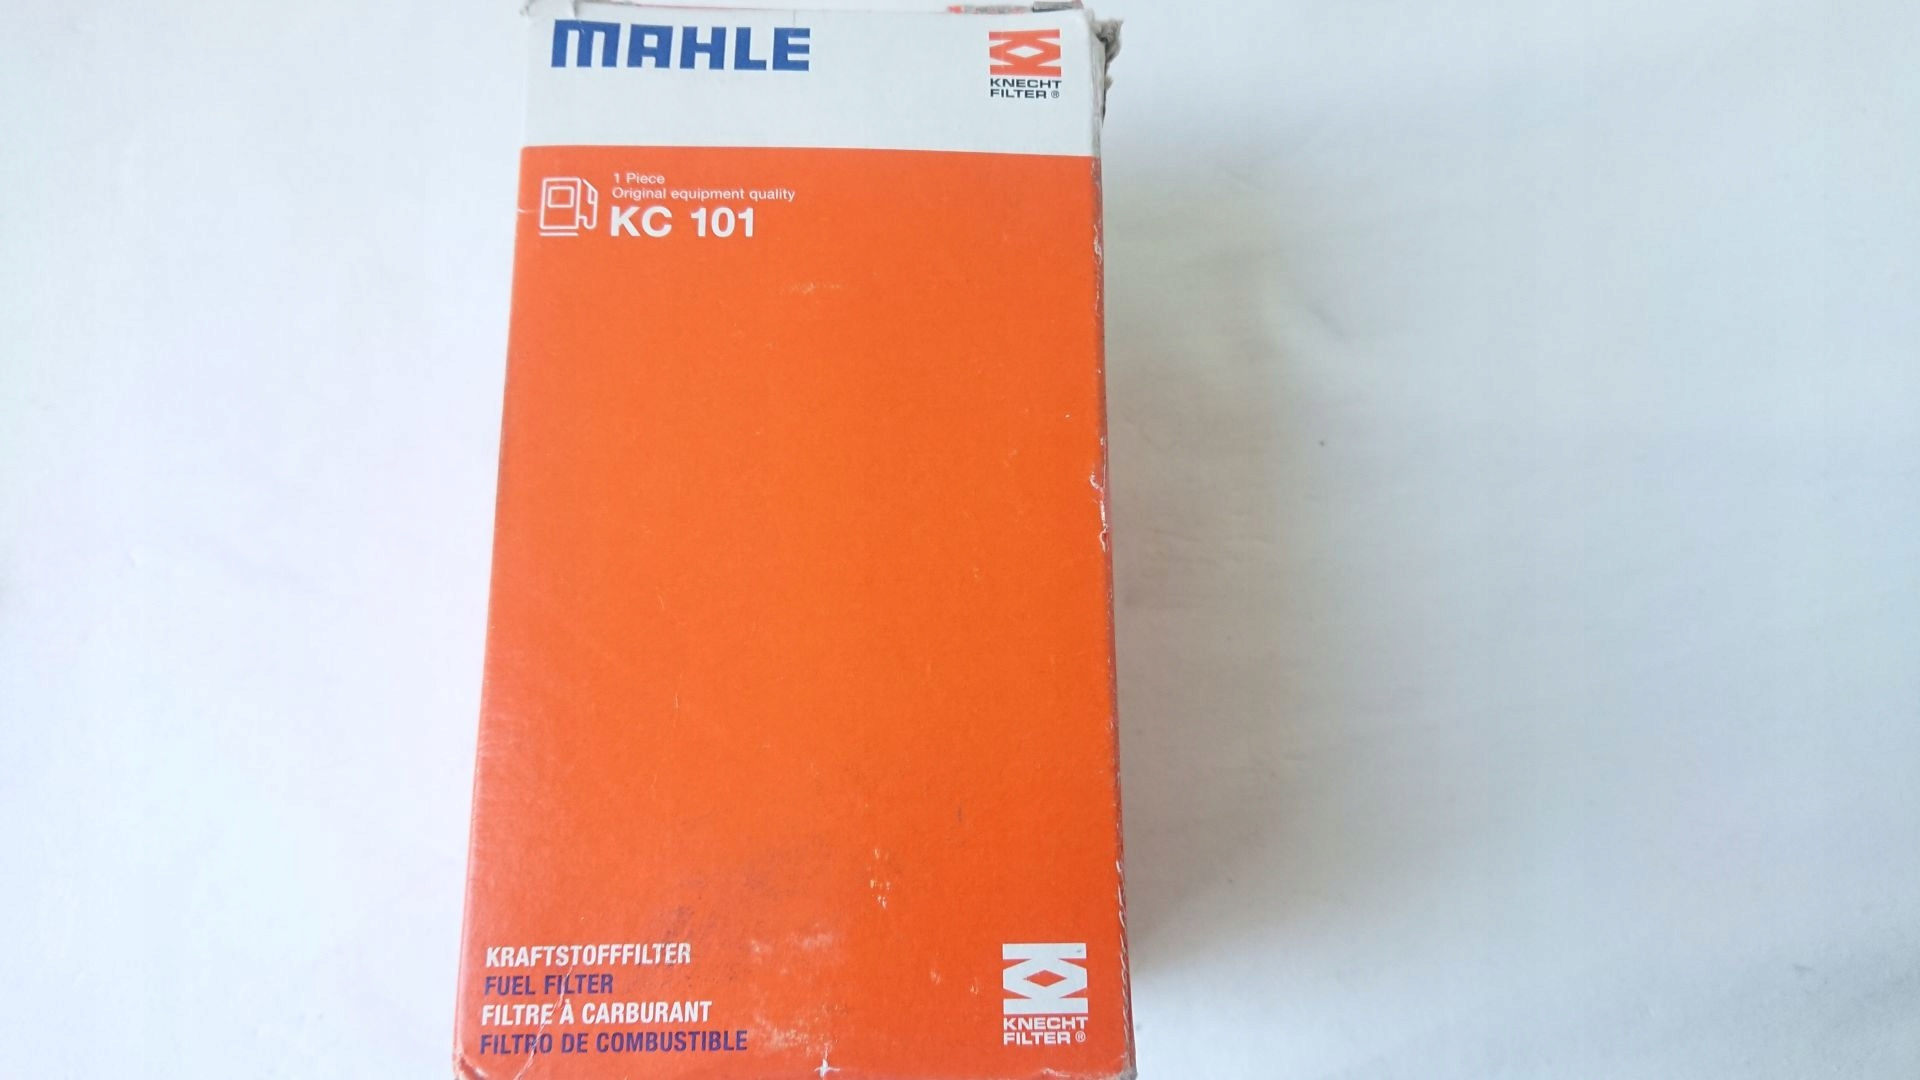 MAHLE
KNECHT
FILTER ®
1 Piece
Original equipment quality
KC 101
KRAFTSTOFFFILTER
FUEL FILTER
FILTRE À CARBURANT
FILTRO DE COMBUSTIBLE
KNECHT
FILTER ®